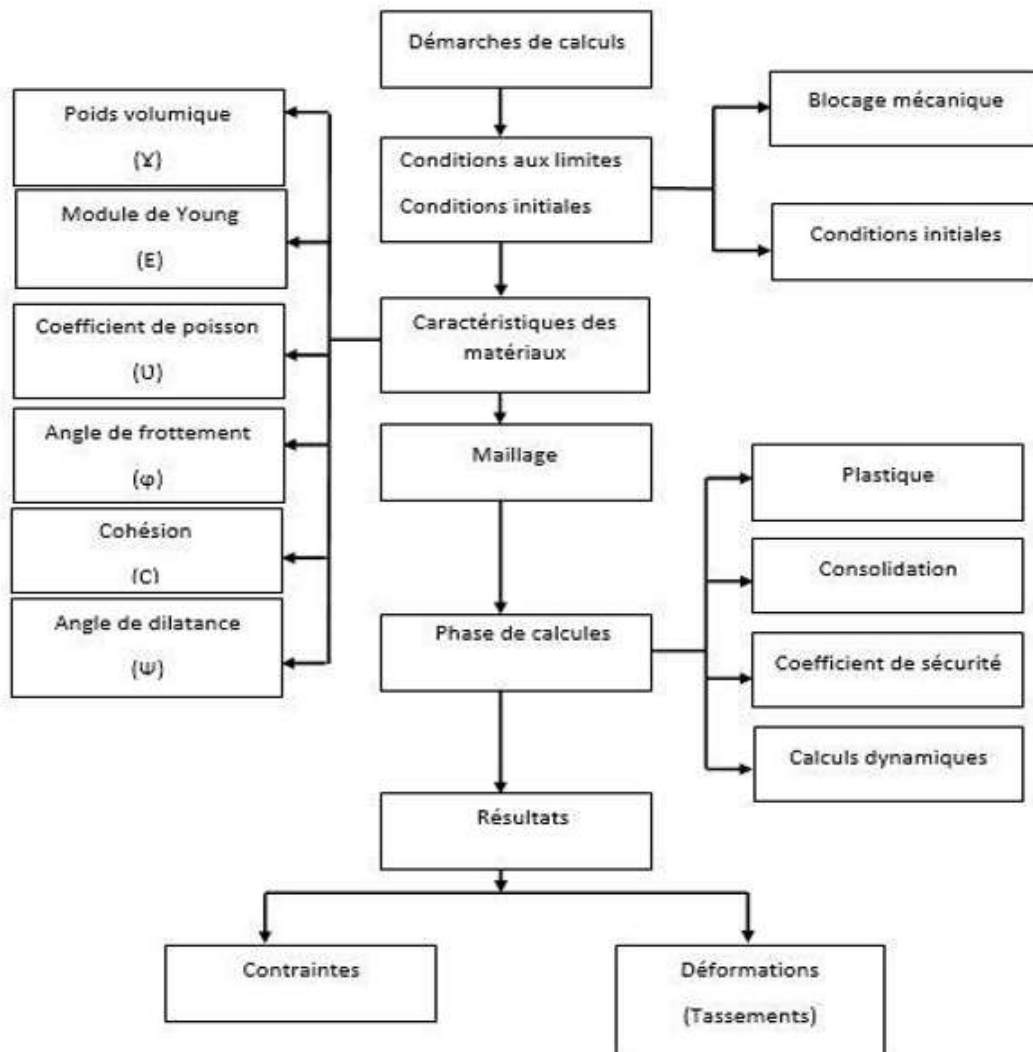 Démarches de calculs
Poids volumique
(ɣ)
Blocage mécanique
Conditions aux limites
Conditions initiales
Module de Young
(E)
Conditions initiales
Coefficient de poisson
(υ)
Caractéristiques des
matériaux
Angle de frottement
(φ)
Maillage
Plastique
Cohésion
(C)
Consolidation
Angle de dilatance
(Ψ)
Phase de calcules
Coefficient de sécurité
Calculs dynamiques
Résultats
Contraintes
Déformations
(Tassements)